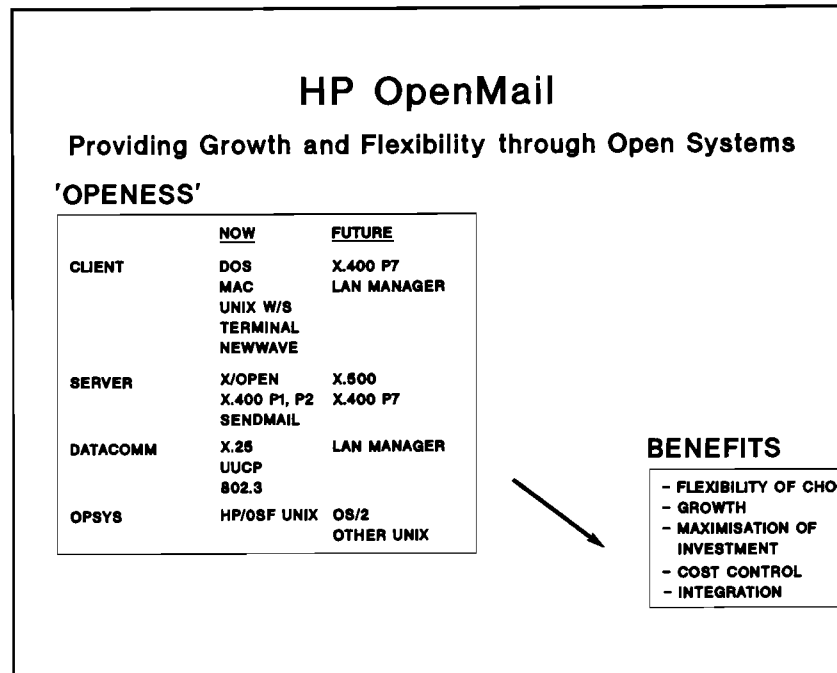 HP OpenMail
Providing Growth and Flexibility through Open Systems
'OPENESS'
NOW FUTURE
CLIENT DOS X.400 P7
MAC LAN MANAGER
UNIX W/S
TERMINAL
NEWWAVE
SERVER X/OPEN X.500
X.400 P1, P2 X.400 P7
SENDMAIL
DATACOMM X.25 LAN MANAGER
UUCP
802.3
OPSYS HP/OSF UNIX OS/2
OTHER UNIX
BENEFITS
- FLEXIBILITY OF
- GROWTH
- MAXIMISATION OF
INVESTMENT
- COST CONTROL
- INTEGRATION